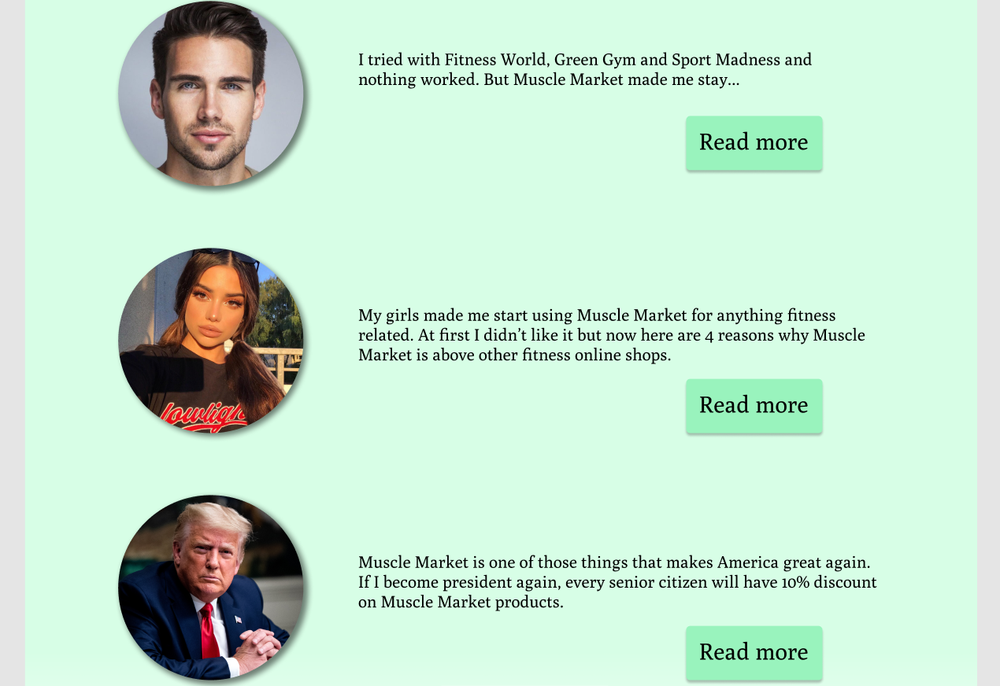 I tried with Fitness World, Green Gym and Sport Madness and
nothing worked. But Muscle Market made me stay...
Read more
My girls made me start using Muscle Market for anything fitness
related. At first I didn't like it but now here are 4 reasons why Muscle
Market is above other fitness online shops.
Read more
Muscle Market is one of those things that makes America great again.
If I become president again, every senior citizen will have 10% discount
on Muscle Market products.
Read more